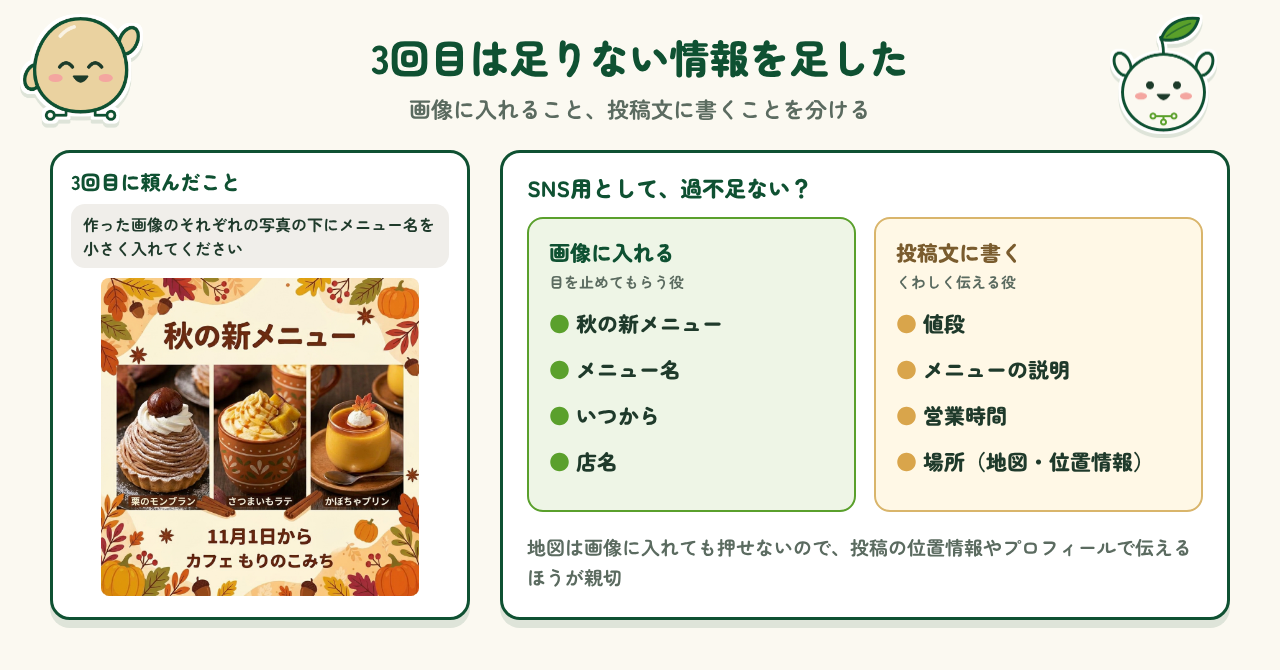 3回目は足りない情報を足した
画像に入れること、投稿文に書くことを分ける
3回目に頼んだこと
作った画像のそれぞれの写真の下にメニュー名を
小さく入れてください
秋の新メニュー
栗のモンブラン
さつまいもラテ
かぼちゃプリン
11月1日から
カフェ もりのこみち
SNS用として、過不足ない？
画像に入れる
目を止めてもらう役
秋の新メニュー
メニュー名
いつから
店名
投稿文に書く
くわしく伝える役
値段
メニューの説明
営業時間
場所（地図・位置情報）
地図は画像に入れても押せないので、投稿の位置情報やプロフィールで伝える
ほうが親切